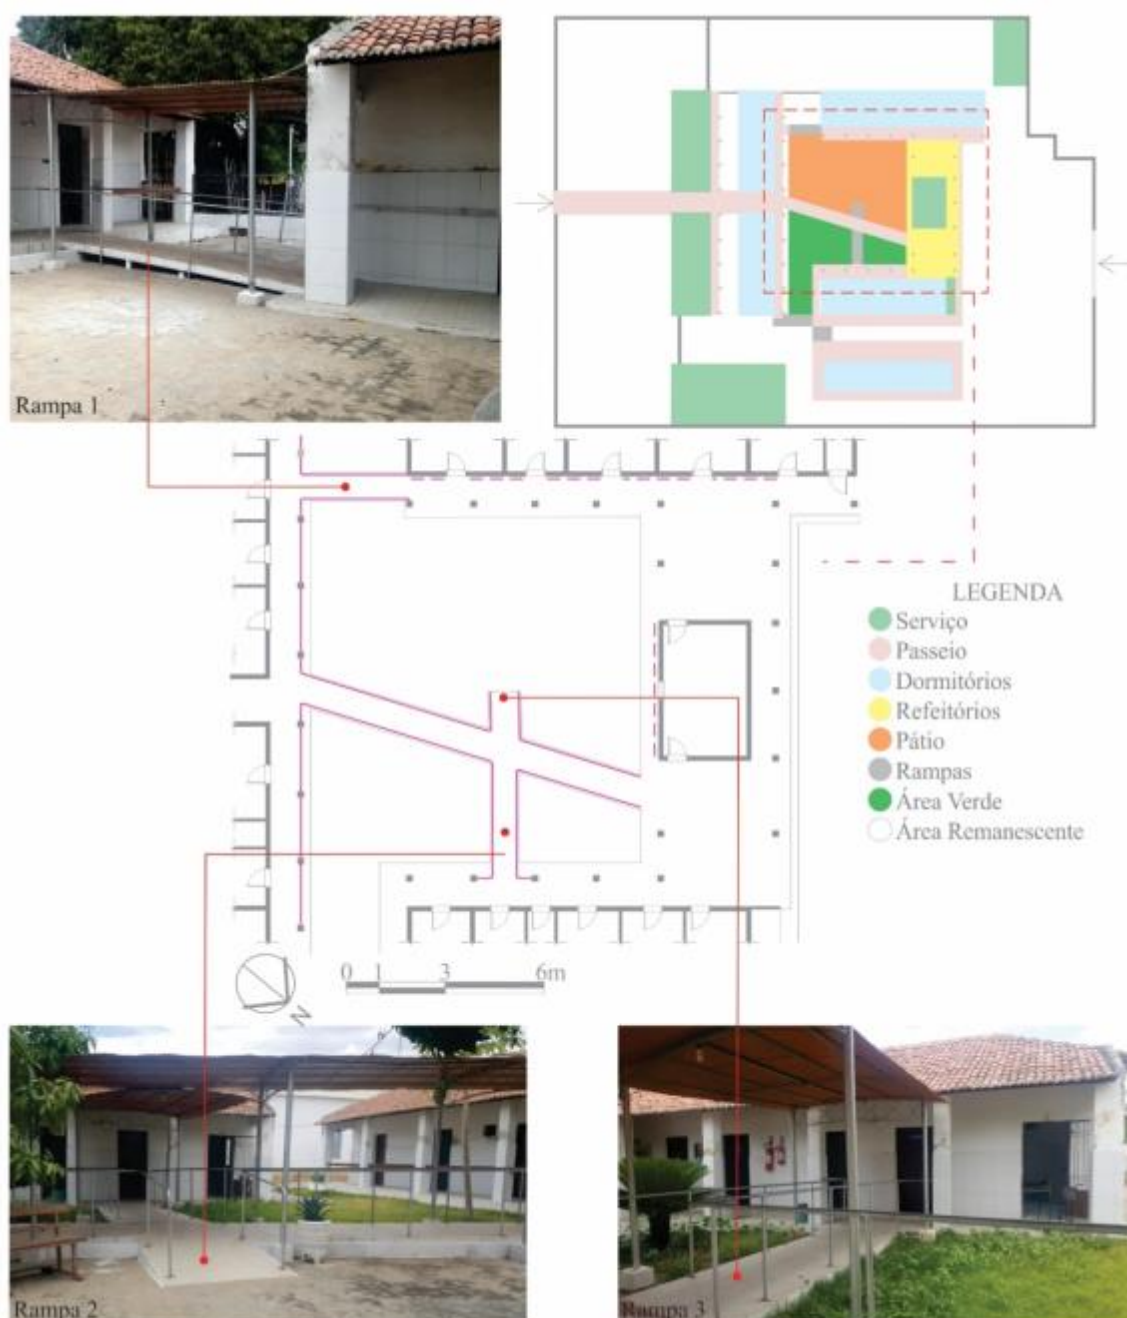 Rampa 1
LEGENDA
Serviço
Passeio
Dormitórios
Refeitórios
Pátio
Rampas
Área Verde
Área Remanescente
0 1 3 6m
N
Rampa 2
Rampa 3